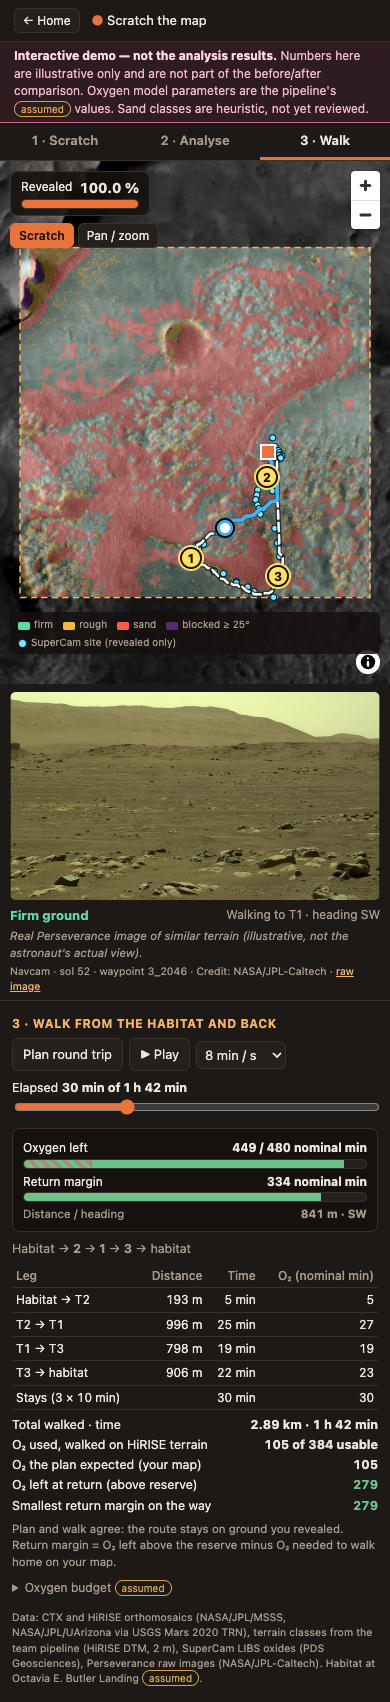 ← Home
Scratch the map
Interactive demo — not the analysis results. Numbers here
are illustrative only and are not part of the before/after
comparison. Oxygen model parameters are the pipeline's
assumed values. Sand classes are heuristic, not yet reviewed.
1 · Scratch 2 · Analyse 3 · Walk
Revealed 100.0 %
+
−
Scratch Pan / zoom
2
1
3
firm rough sand blocked ≥ 25°
SuperCam site (revealed only)
Firm ground Walking to T1 · heading SW
Real Perseverance image of similar terrain (illustrative, not the
astronaut's actual view).
Navcam · sol 52 · waypoint 3_2046 · Credit: NASA/JPL-Caltech · raw
image
3 · WALK FROM THE HABITAT AND BACK
Plan round trip ▶ Play 8 min / s
Elapsed 30 min of 1 h 42 min
Oxygen left 449 / 480 nominal min
Return margin 334 nominal min
Distance / heading 841 m · SW
Habitat → 2 → 1 → 3 → habitat
Leg Distance Time O₂ (nominal min)
Habitat → T2 193 m 5 min 5
T2 → T1 996 m 25 min 27
T1 → T3 798 m 19 min 19
T3 → habitat 906 m 22 min 23
Stays (3 × 10 min) 30 min 30
Total walked · time 2.89 km · 1 h 42 min
O₂ used, walked on HiRISE terrain 105 of 384 usable
O₂ the plan expected (your map) 105
O₂ left at return (above reserve) 279
Smallest return margin on the way 279
Plan and walk agree: the route stays on ground you revealed.
Return margin = O₂ left above the reserve minus O₂ needed to walk
home on your map.
▶ Oxygen budget assumed
Data: CTX and HiRISE orthomosaics (NASA/JPL/MSSS,
NASA/JPL/UArizona via USGS Mars 2020 TRN), terrain classes from the
team pipeline (HiRISE DTM, 2 m), SuperCam LIBS oxides (PDS
Geosciences), Perseverance raw images (NASA/JPL-Caltech). Habitat at
Octavia E. Butler Landing assumed.